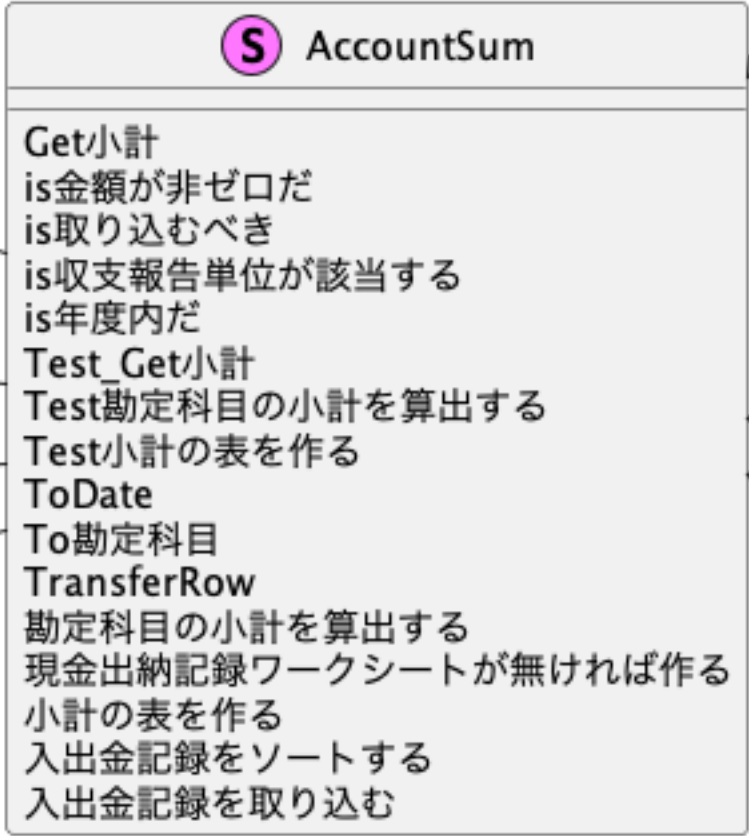 S AccountSum
Get小計
is金額が非ゼロだ
is取り込むべき
is収支報告単位が該当する
is年度内だ
Test_Get小計
Test勘定科目の小計を算出する
Test小計の表を作る
ToDate
To勘定科目
TransferRow
勘定科目の小計を算出する
現金出納記録ワークシートが無ければ作る
小計の表を作る
入出金記録をソートする
入出金記録を取り込む